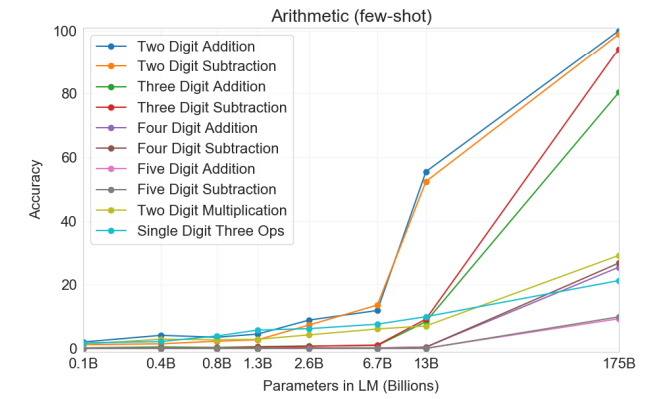 Arithmetic (few-shot)
100
80
60
40
20
0
Accuracy
Two Digit Addition
Two Digit Subtraction
Three Digit Addition
Three Digit Subtraction
Four Digit Addition
Four Digit Subtraction
Five Digit Addition
Five Digit Subtraction
Two Digit Multiplication
Single Digit Three Ops
0.1B 0.4B 0.8B 1.3B 2.6B 6.7B 13B 175B
Parameters in LM (Billions)